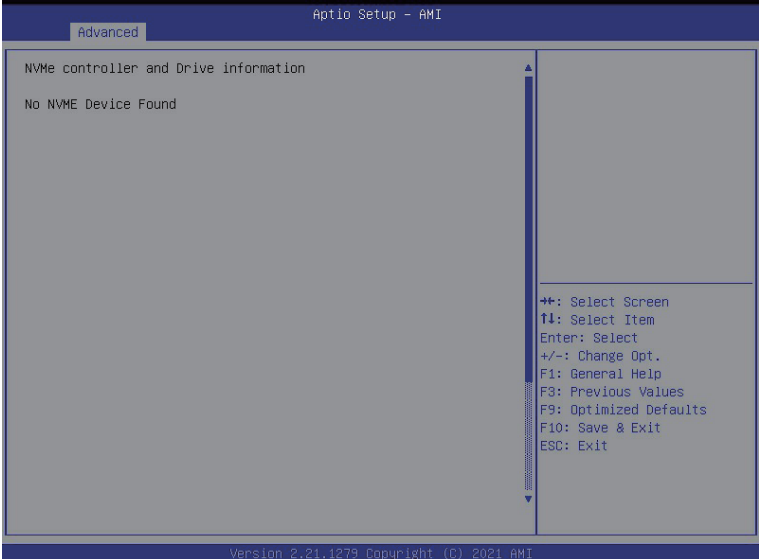 Aptio Setup – AMI
Advanced
NVMe controller and Drive information
No NVME Device Found
→←: Select Screen
↑↓: Select Item
Enter: Select
+/-: Change Opt.
F1: General Help
F3: Previous Values
F9: Optimized Defaults
F10: Save & Exit
ESC: Exit
Version 2.21.1279 Copyright (C) 2021 AMI